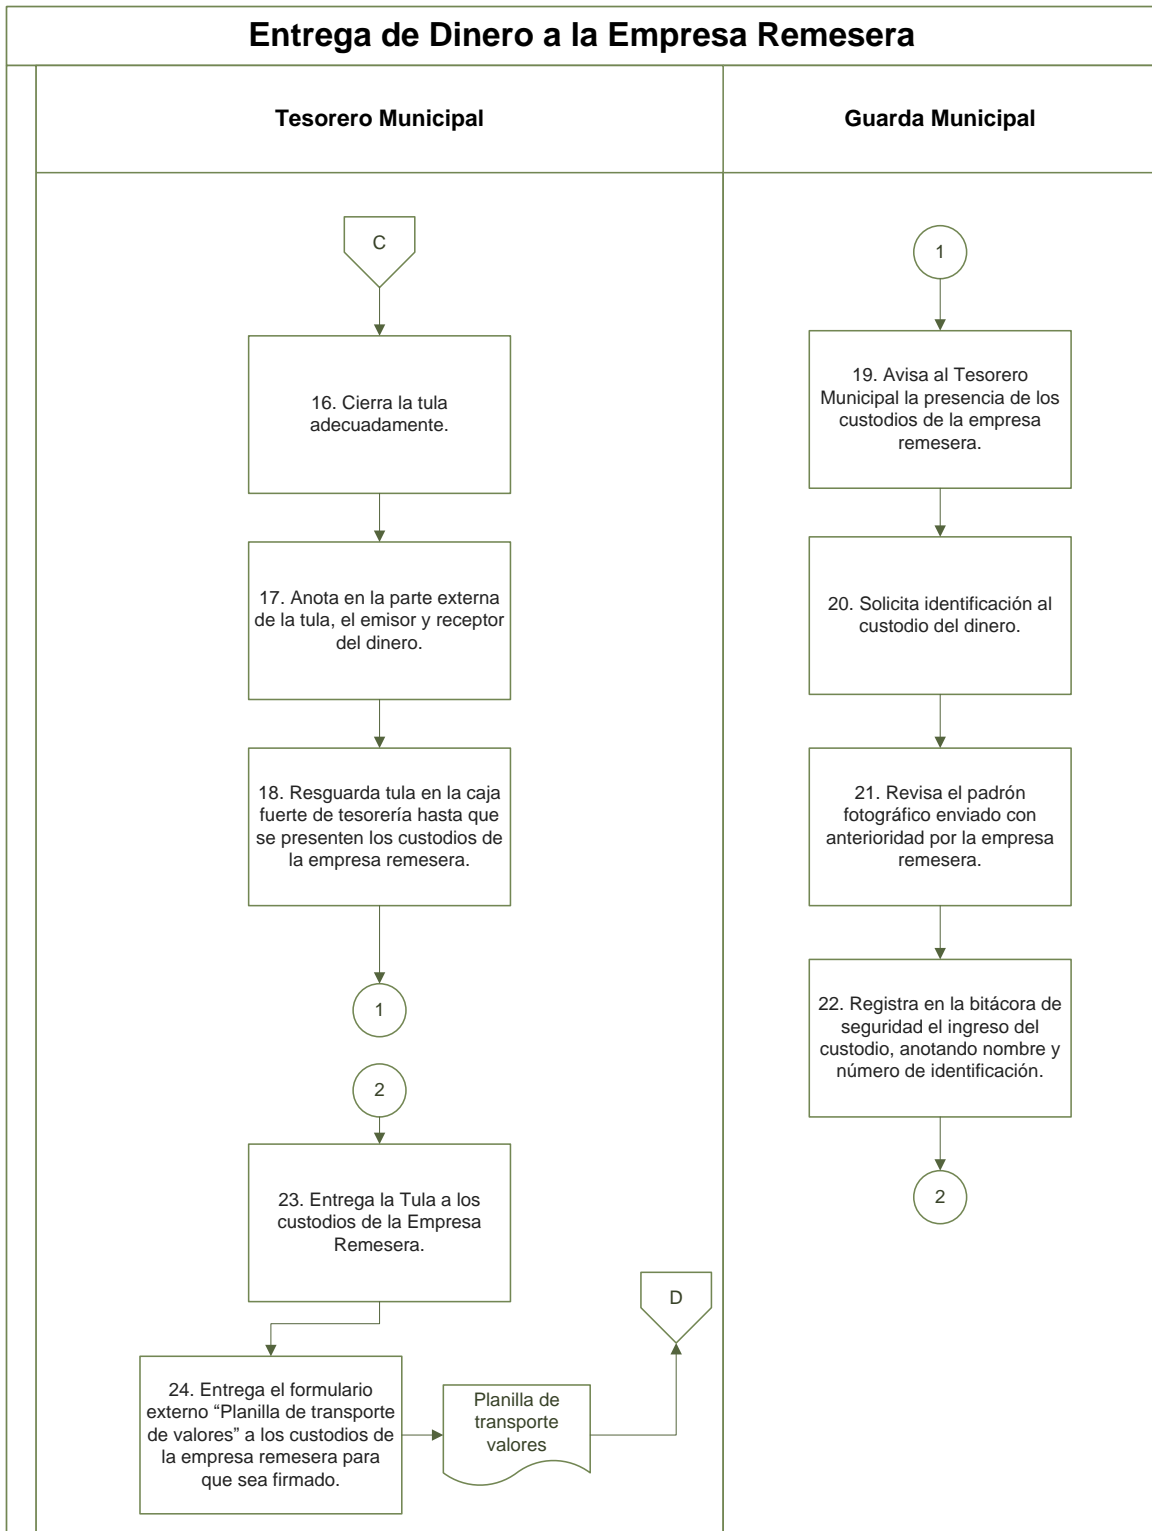 Entrega de Dinero a la Empresa Remesera
Tesorero Municipal
Guarda Municipal
C
16. Cierra la tula
adecuadamente.
17. Anota en la parte externa
de la tula, el emisor y receptor
del dinero.
18. Resguarda tula en la caja
fuerte de tesorería hasta que
se presenten los custodios de
la empresa remesera.
1
2
23. Entrega la Tula a los
custodios de la Empresa
Remesera.
24. Entrega el formulario
externo “Planilla de transporte
de valores” a los custodios de
la empresa remesera para
que sea firmado.
Planilla de
transporte
valores
D
1
19. Avisa al Tesorero
Municipal la presencia de los
custodios de la empresa
remesera.
20. Solicita identificación al
custodio del dinero.
21. Revisa el padrón
fotográfico enviado con
anterioridad por la empresa
remesera.
22. Registra en la bitácora de
seguridad el ingreso del
custodio, anotando nombre y
número de identificación.
2